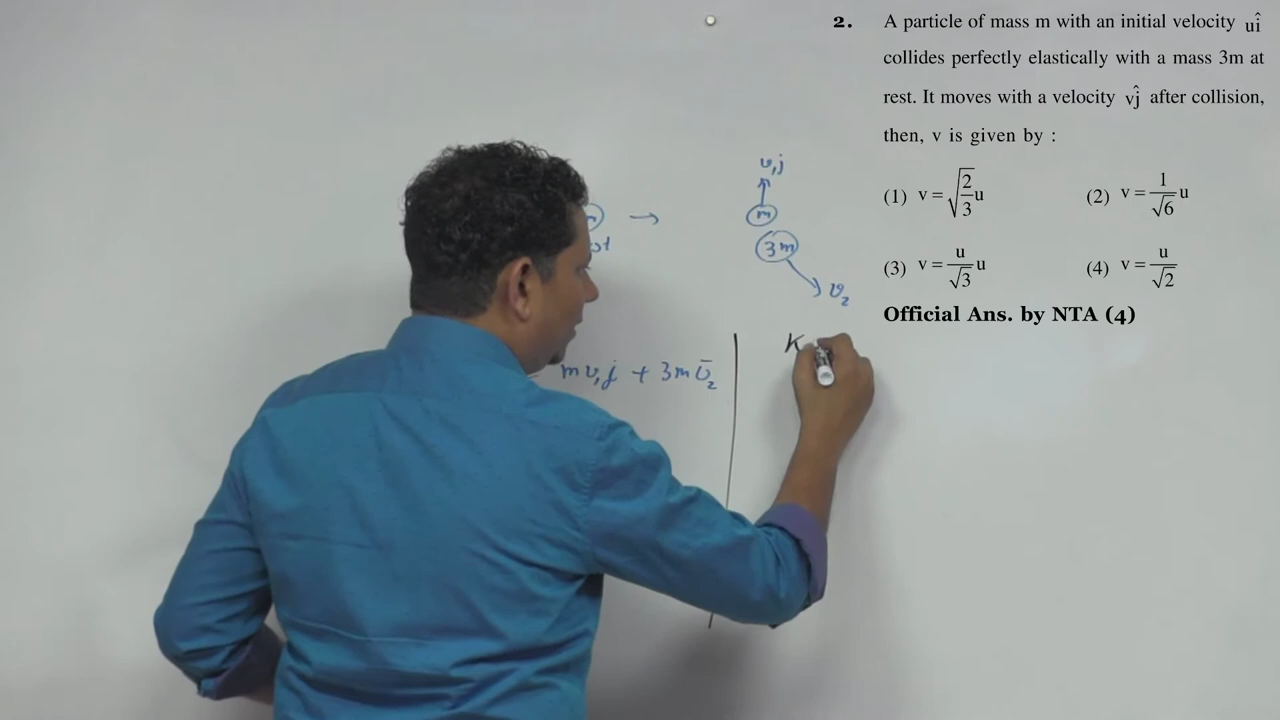 2. A particle of mass m with an initial velocity uî
collides perfectly elastically with a mass 3m at
rest. It moves with a velocity vĵ after collision,
then, v is given by :
(1) v = √(2/3) u (2) v = 1/√6 u
(3) v = u/√3 u (4) v = u/√2
Official Ans. by NTA (4)
v₁j
m →
3m
v₂
mv₁j + 3mv̄₂
K